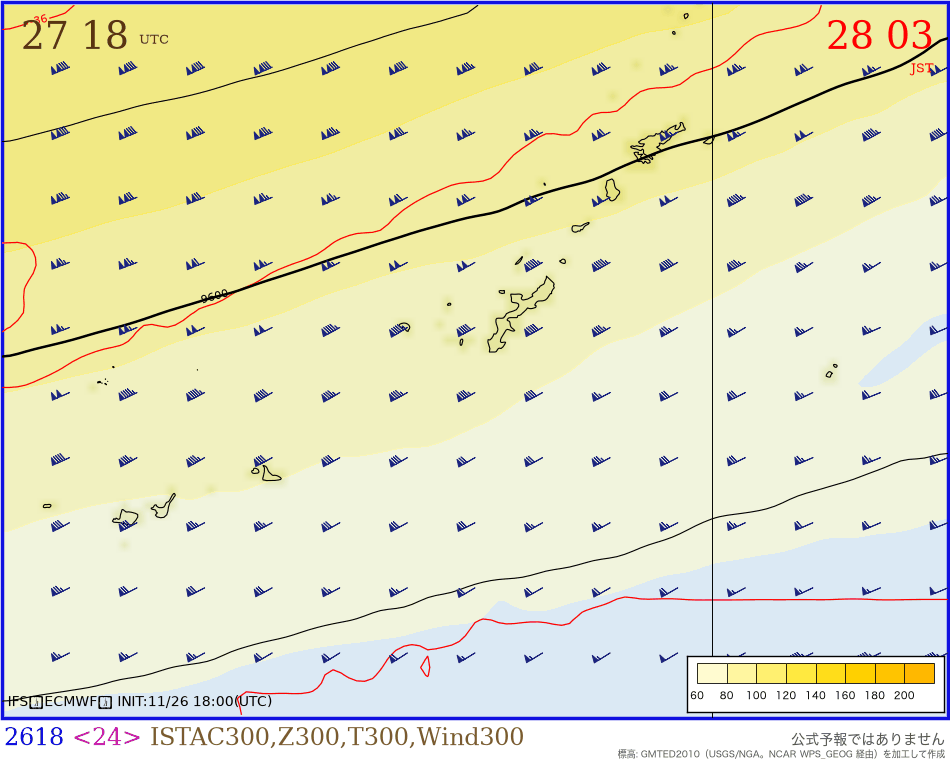 -36
27 18 UTC
28 03
JST
9600
IFS ECMWF INIT:11/26 18:00(UTC)
60 80 100 120 140 160 180 200
2618 <24> ISTAC300,Z300,T300,Wind300
公式予報ではありません
標高: GMTED2010（USGS/NGA。NCAR WPS_GEOG 経由）を加工して作成